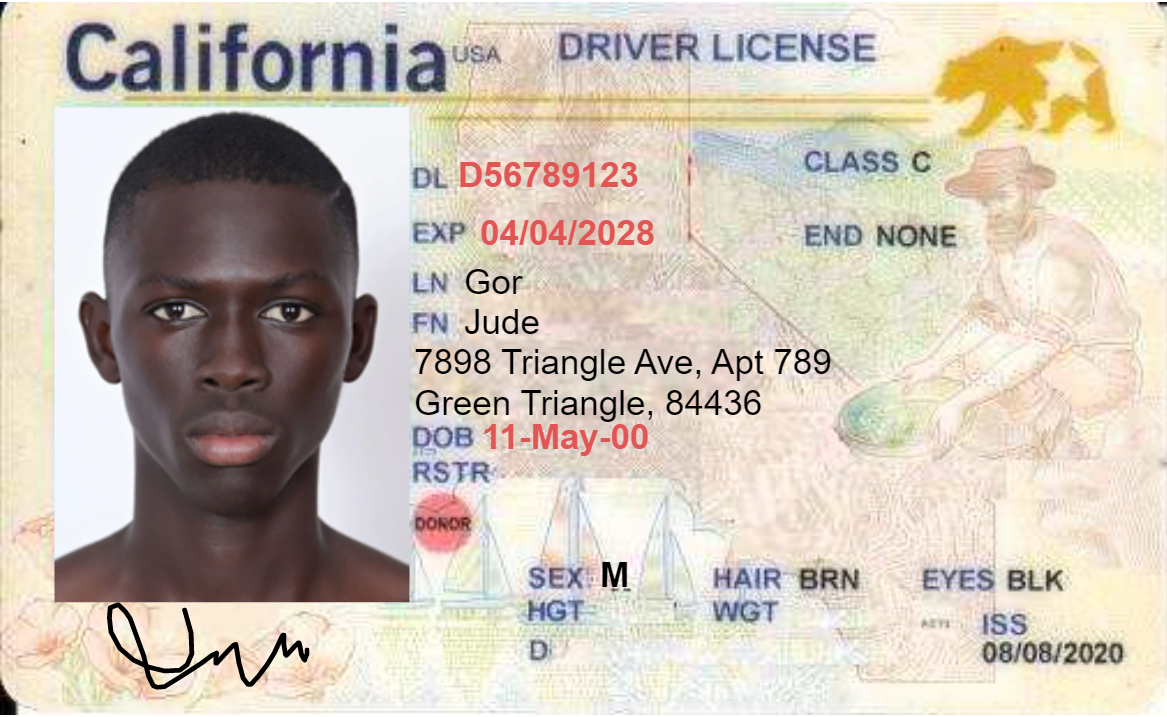 California USA DRIVER LICENSE
DL D56789123
CLASS C
EXP 04/04/2028
END NONE
LN Gor
FN Jude
7898 Triangle Ave, Apt 789
Green Triangle, 84436
DOB 11-May-00
RSTR
DONOR
SEX M HAIR BRN EYES BLK
HGT WGT
ISS
D
08/08/2020